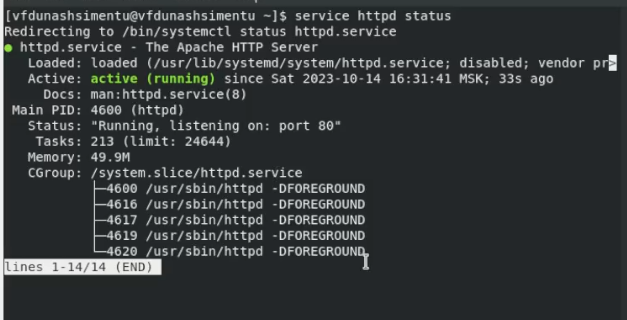 [vfdunashsimentu@vfdunashsimentu ~]$ service httpd status
Redirecting to /bin/systemctl status httpd.service
● httpd.service - The Apache HTTP Server
   Loaded: loaded (/usr/lib/systemd/system/httpd.service; disabled; vendor pr>
   Active: active (running) since Sat 2023-10-14 16:31:41 MSK; 33s ago
     Docs: man:httpd.service(8)
 Main PID: 4600 (httpd)
   Status: "Running, listening on: port 80"
    Tasks: 213 (limit: 24644)
   Memory: 49.9M
   CGroup: /system.slice/httpd.service
           ├─4600 /usr/sbin/httpd -DFOREGROUND
           ├─4616 /usr/sbin/httpd -DFOREGROUND
           ├─4617 /usr/sbin/httpd -DFOREGROUND
           ├─4619 /usr/sbin/httpd -DFOREGROUND
           └─4620 /usr/sbin/httpd -DFOREGROUND
lines 1-14/14 (END)